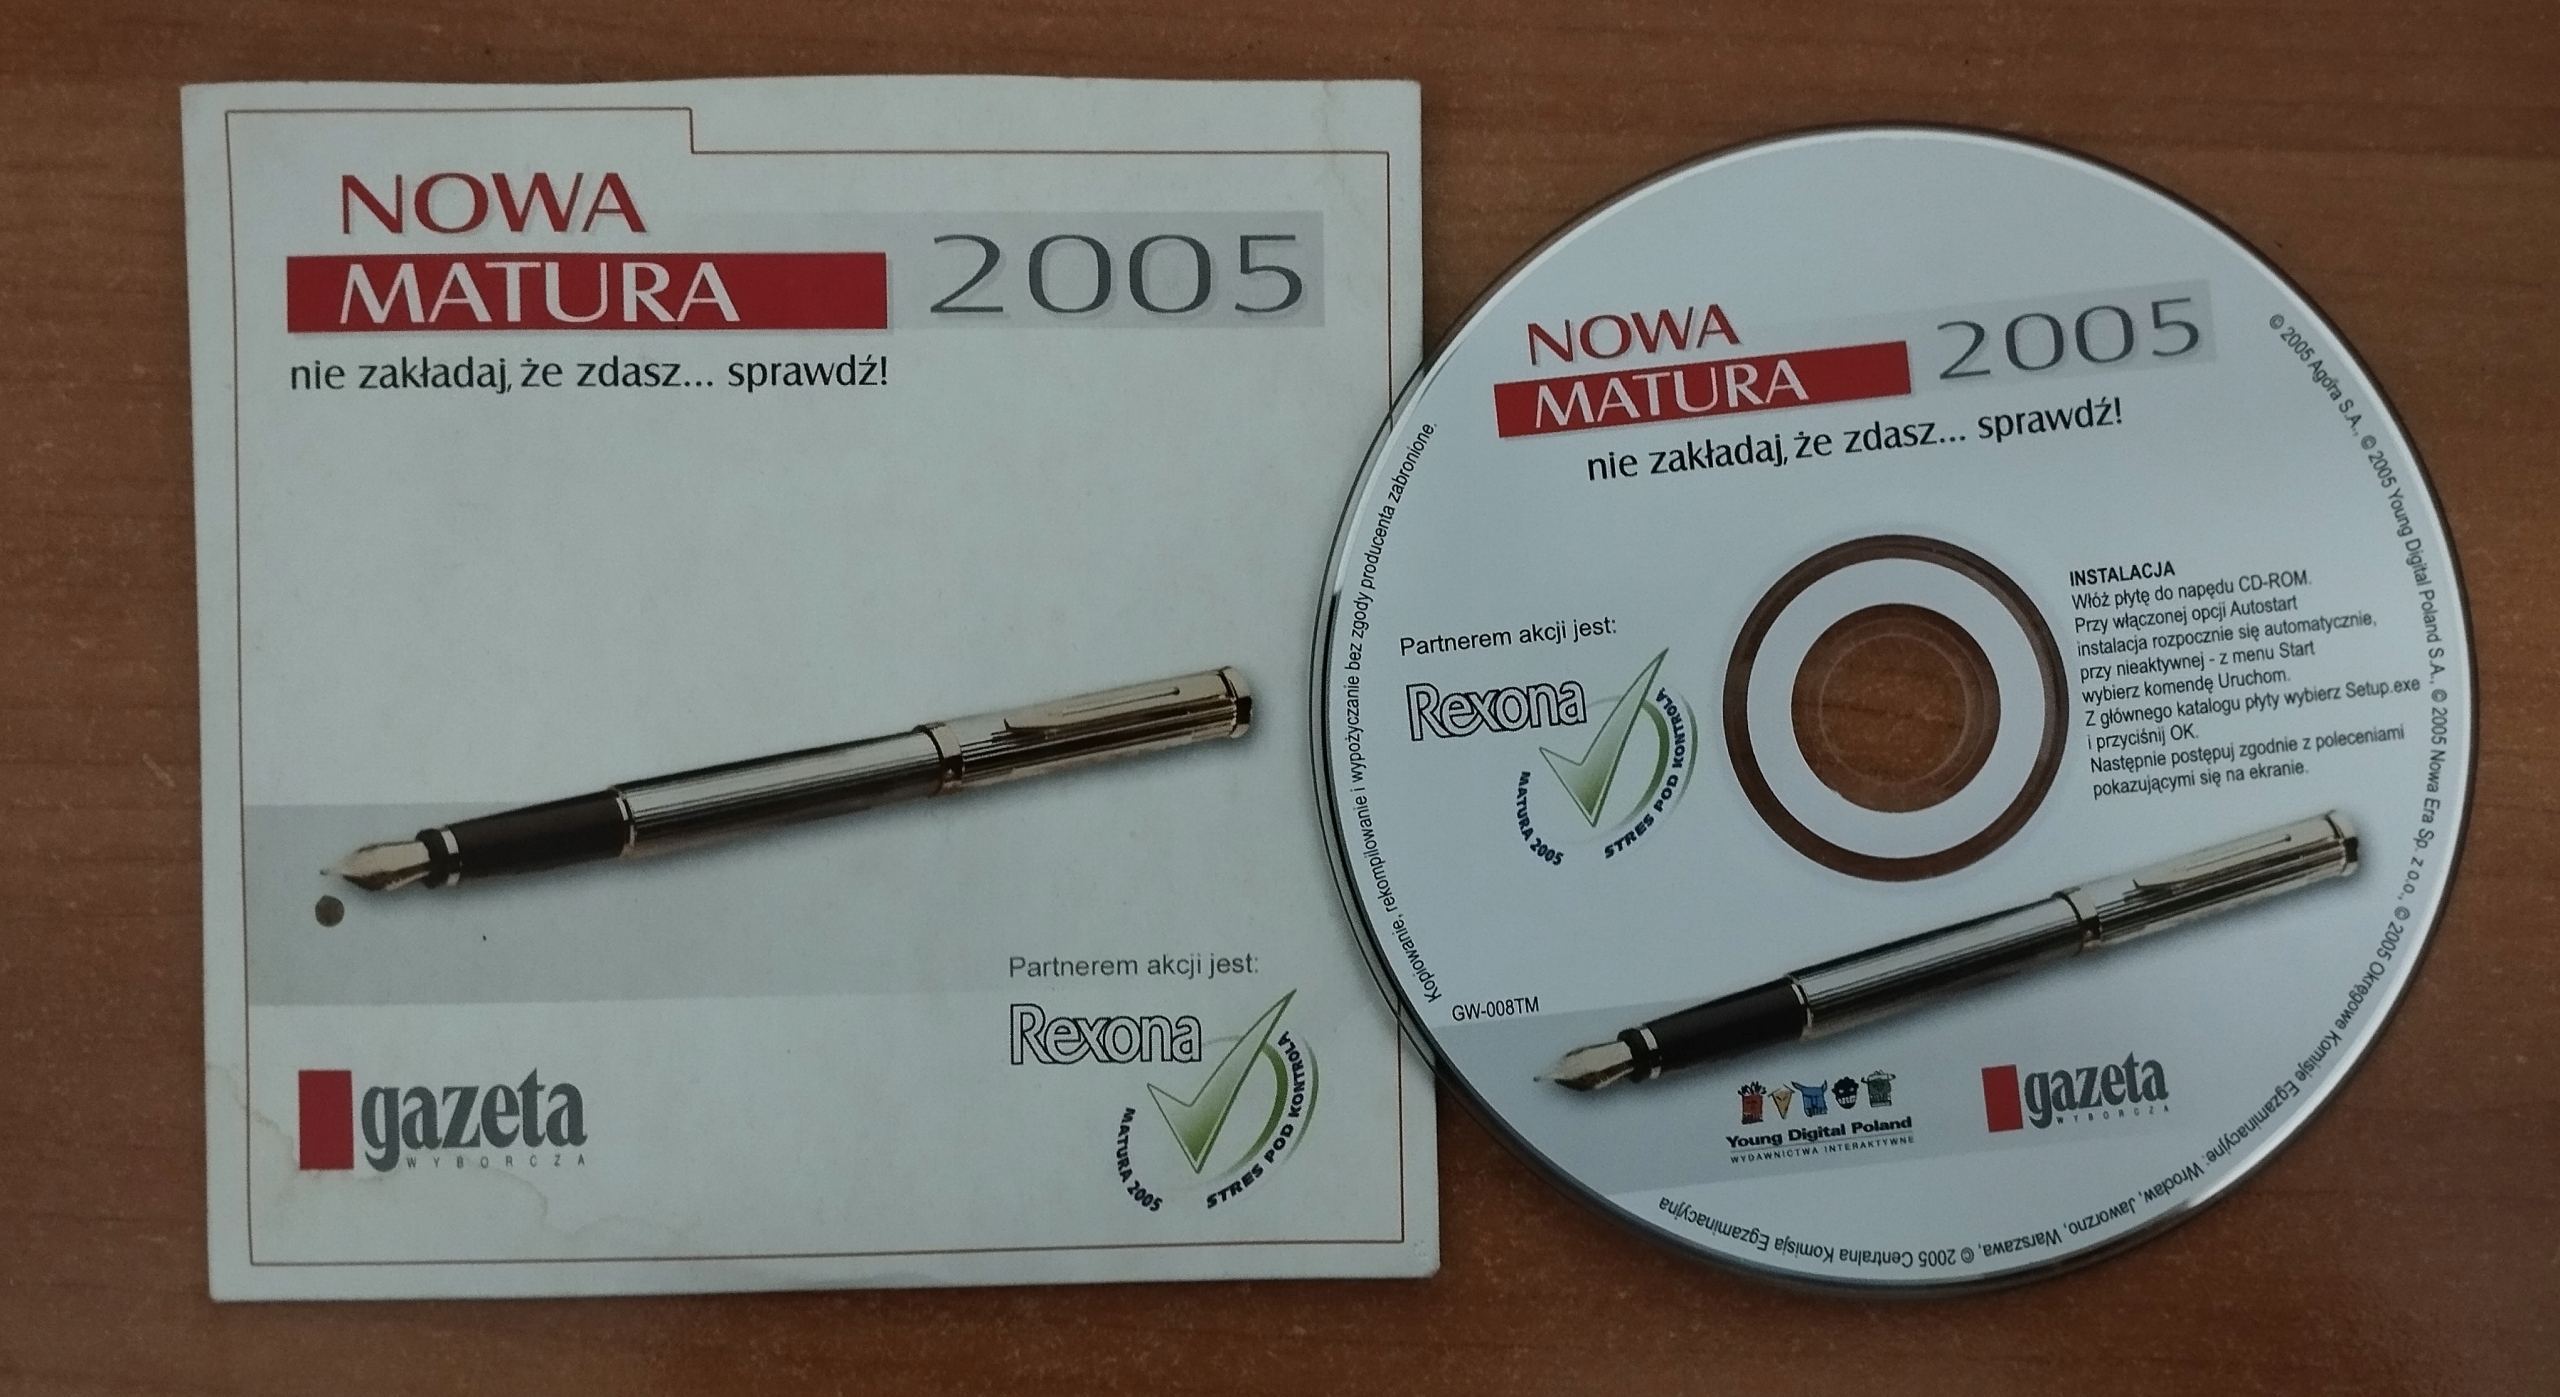 NOWA
MATURA 2005
nie zakładaj, że zdasz... sprawdź!
Partnerem akcji jest:
Rexona
MATURA 2005 STRES POD KONTROLĄ
gazeta
WYBORCZA
NOWA
MATURA 2005
nie zakładaj, że zdasz... sprawdź!
Partnerem akcji jest:
Rexona
MATURA 2005 STRES POD KONTROLĄ
INSTALACJA
Włóż płytę do napędu CD-ROM.
Przy włączonej opcji Autostart
instalacja rozpocznie się automatycznie,
przy nieaktywnej - z menu Start
wybierz komendę Uruchom.
Z głównego katalogu płyty wybierz Setup.exe
i przyciśnij OK.
Następnie postępuj zgodnie z poleceniami
pokazującymi się na ekranie.
GW-008TM
Young Digital Poland
WYDAWNICTWA INTERAKTYWNE
gazeta
WYBORCZA
Kopiowanie, rekompilowanie i wypożyczanie bez zgody producenta zabronione.
© 2005 Agora S.A., © 2005 Young Digital Poland S.A., © 2005 Nowa Era Sp. z o.o., © 2005 Okręgowe Komisje Egzaminacyjne: Wrocław, Jaworzno, Warszawa, © 2005 Centralna Komisja Egzaminacyjna